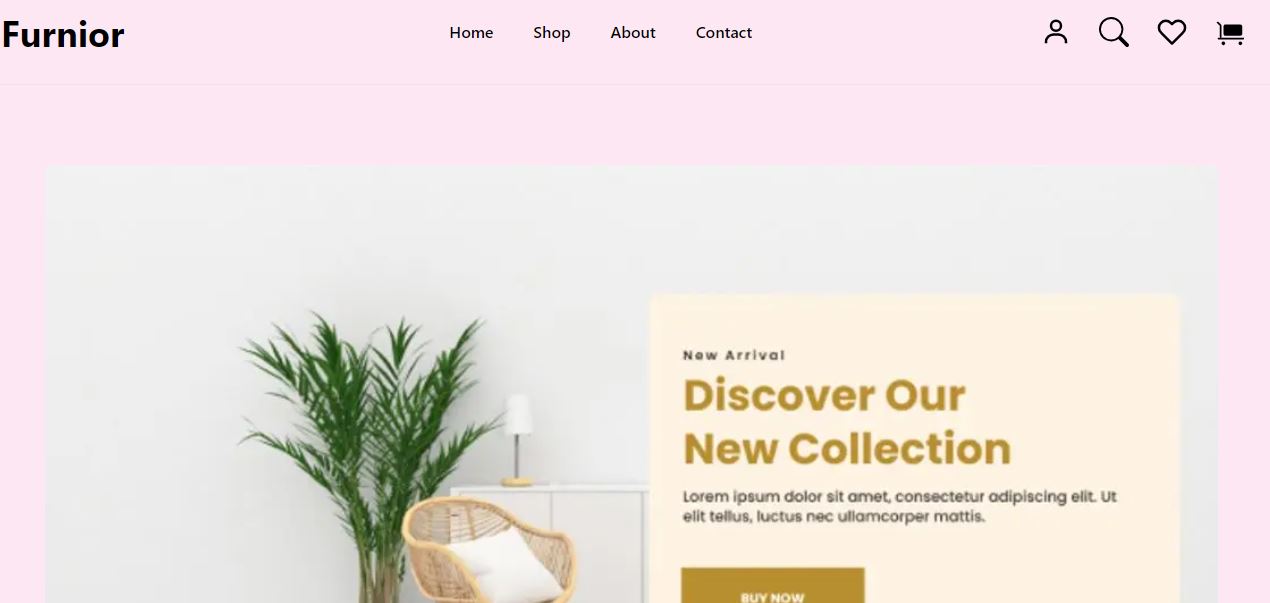 Furnior
Home Shop About Contact
New Arrival
Discover Our
New Collection
Lorem ipsum dolor sit amet, consectetur adipiscing elit. Ut
elit tellus, luctus nec ullamcorper mattis.
BUY NOW